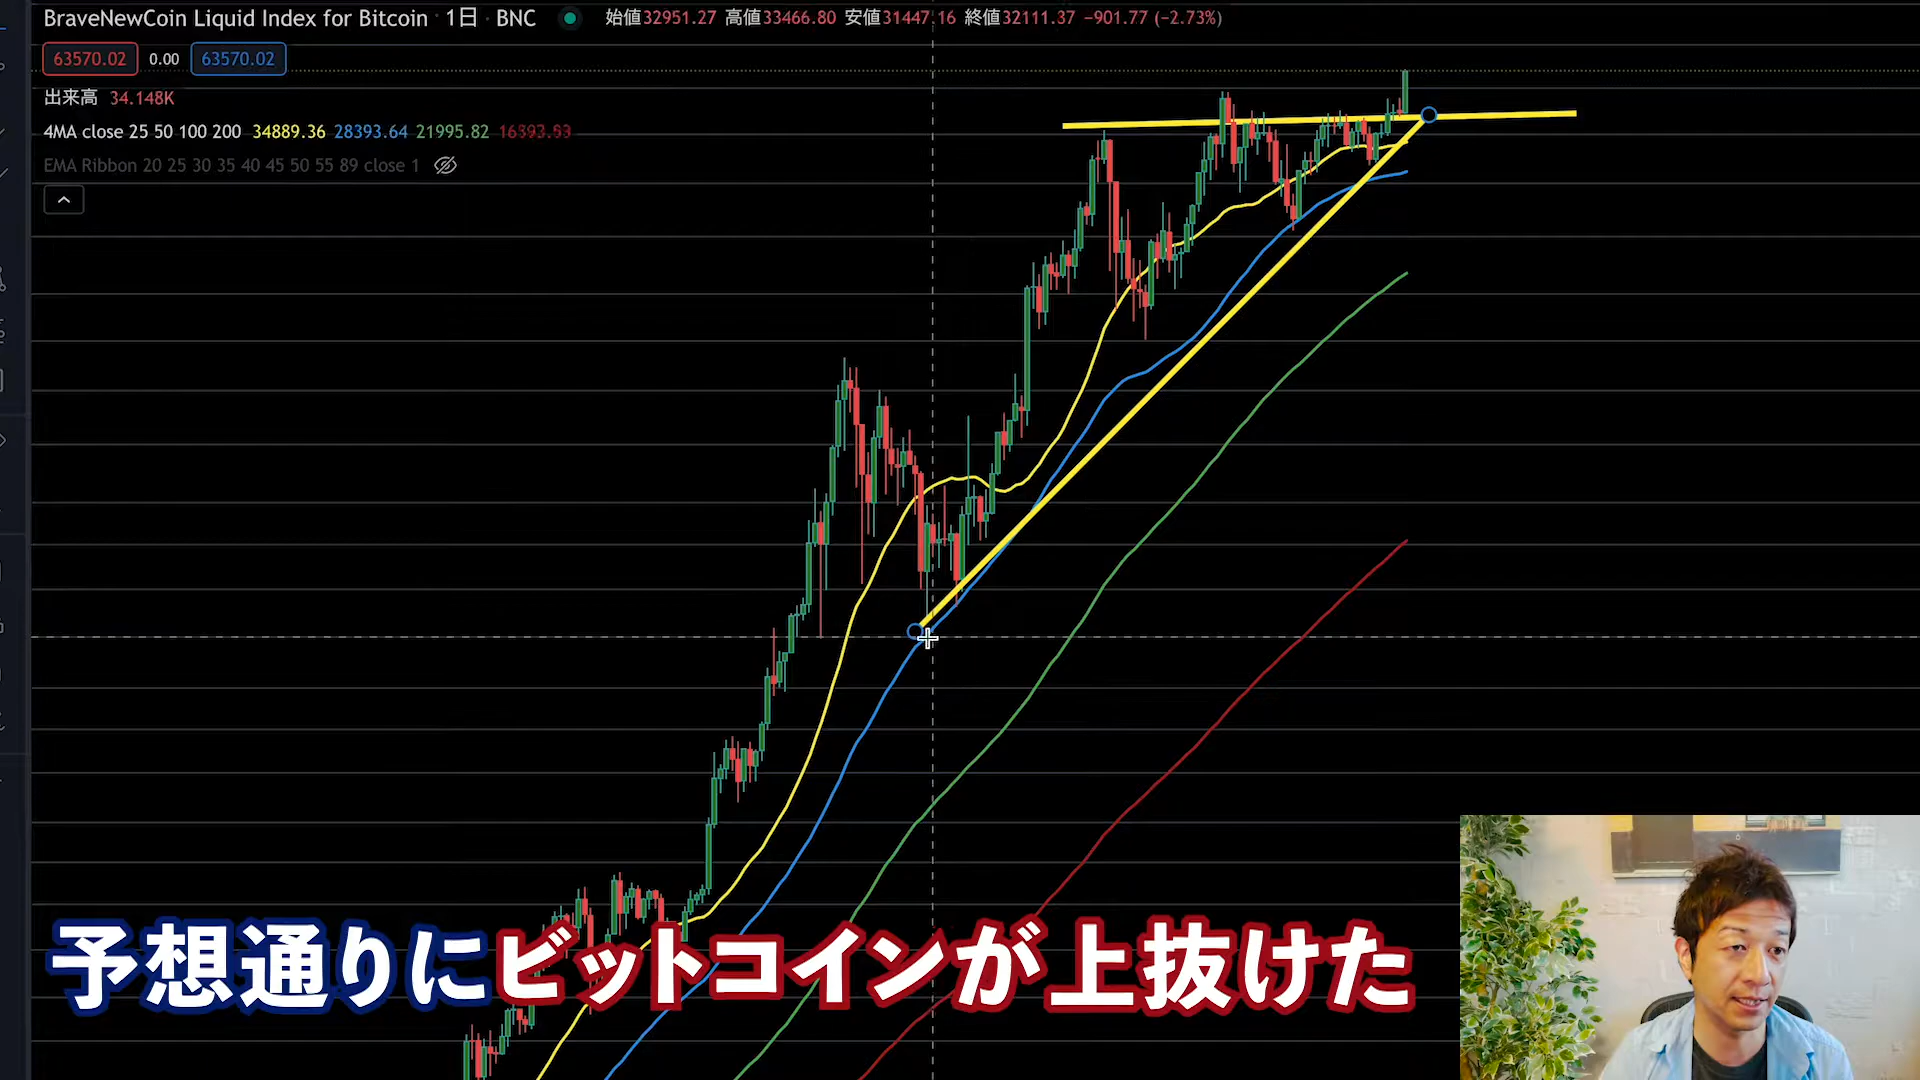 BraveNewCoin Liquid Index for Bitcoin · 1日 · BNC 始値32951.27 高値33466.80 安値31447.16 終値32111.37 −901.77 (−2.73%)
63570.02 0.00 63570.02
出来高 34.148K
4MA close 25 50 100 200 34889.36 28393.64 21995.82 16393.53
EMA Ribbon 20 25 30 35 40 45 50 55 89 close 1
予想通りにビットコインが上抜けた